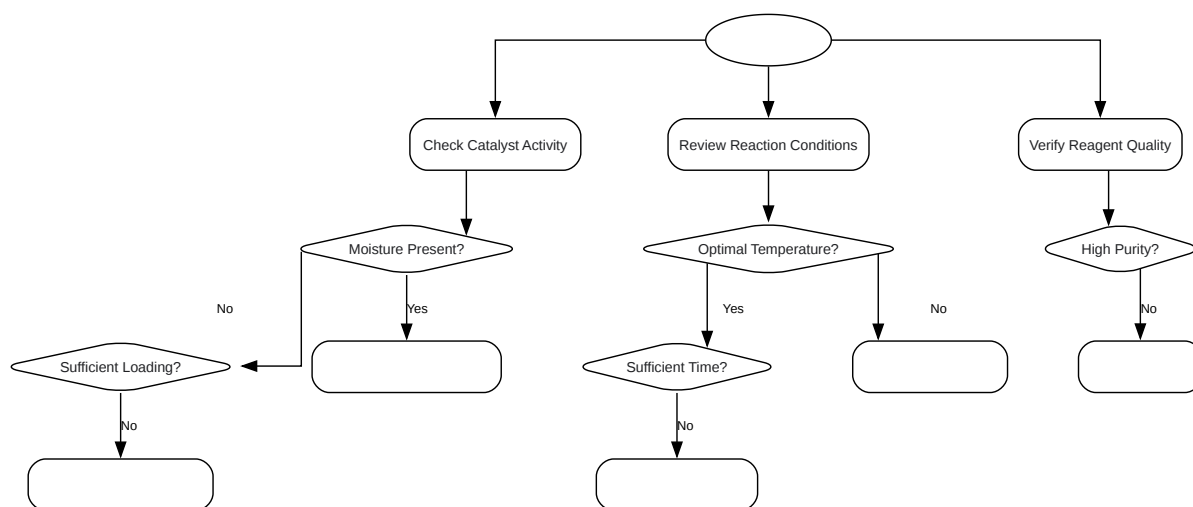 Check Catalyst Activity
Review Reaction Conditions
Verify Reagent Quality
Moisture Present?
Optimal Temperature?
High Purity?
No
Yes
Yes
No
No
Sufficient Loading?
Sufficient Time?
No
No